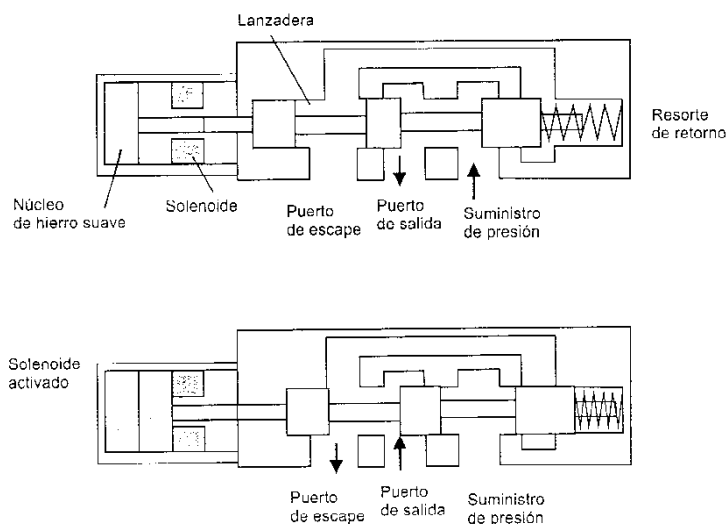 Lanzadera
Resorte
de retorno
Núcleo
de hierro suave
Solenoide
Puerto
de escape
Puerto
de salida
Suministro
de presión
Solenoide
activado
Puerto
de escape
Puerto
de salida
Suministro
de presión